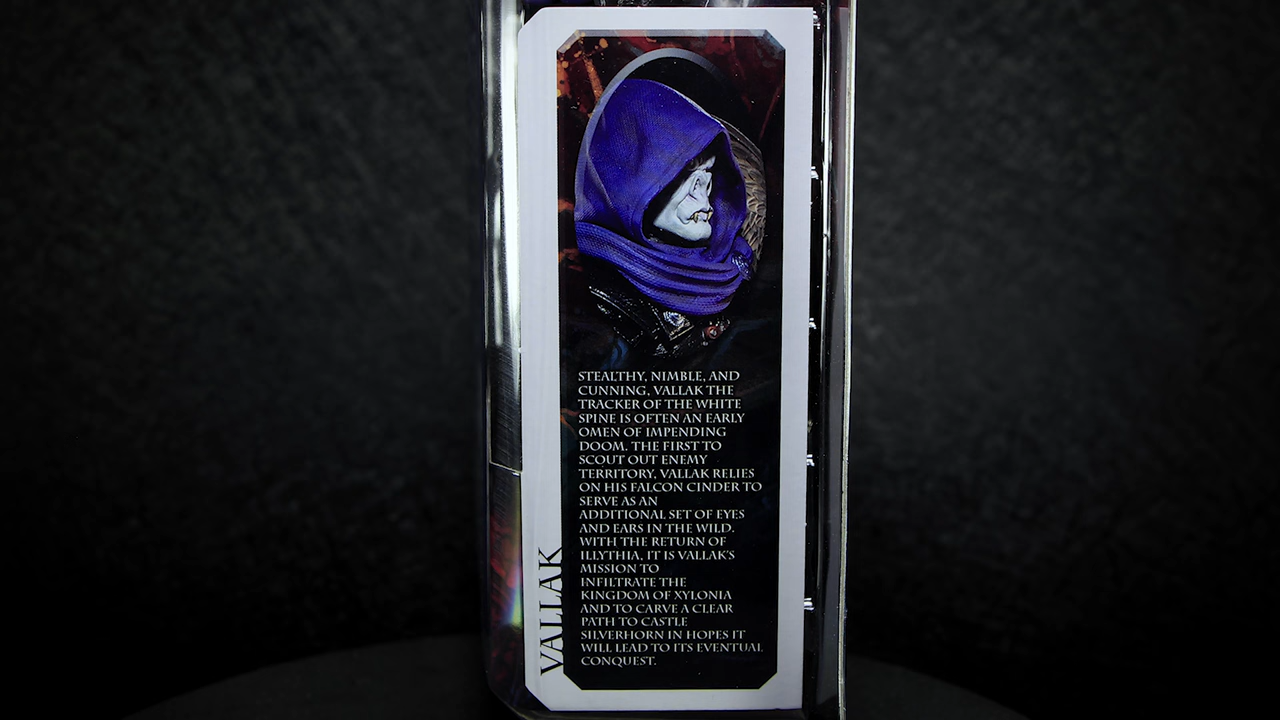 STEALTHY, NIMBLE, AND
CUNNING, VALLAK THE
TRACKER OF THE WHITE
SPINE IS OFTEN AN EARLY
OMEN OF IMPENDING
DOOM. THE FIRST TO
SCOUT OUT ENEMY
TERRITORY, VALLAK RELIES
ON HIS FALCON CINDER TO
SERVE AS AN
ADDITIONAL SET OF EYES
AND EARS IN THE WILD.
WITH THE RETURN OF
ILLYTHIA, IT IS VALLAK'S
MISSION TO
INFILTRATE THE
KINGDOM OF XYLONIA
AND TO CARVE A CLEAR
PATH TO CASTLE
SILVERHORN IN HOPES IT
WILL LEAD TO ITS EVENTUAL
CONQUEST.
VALLAK